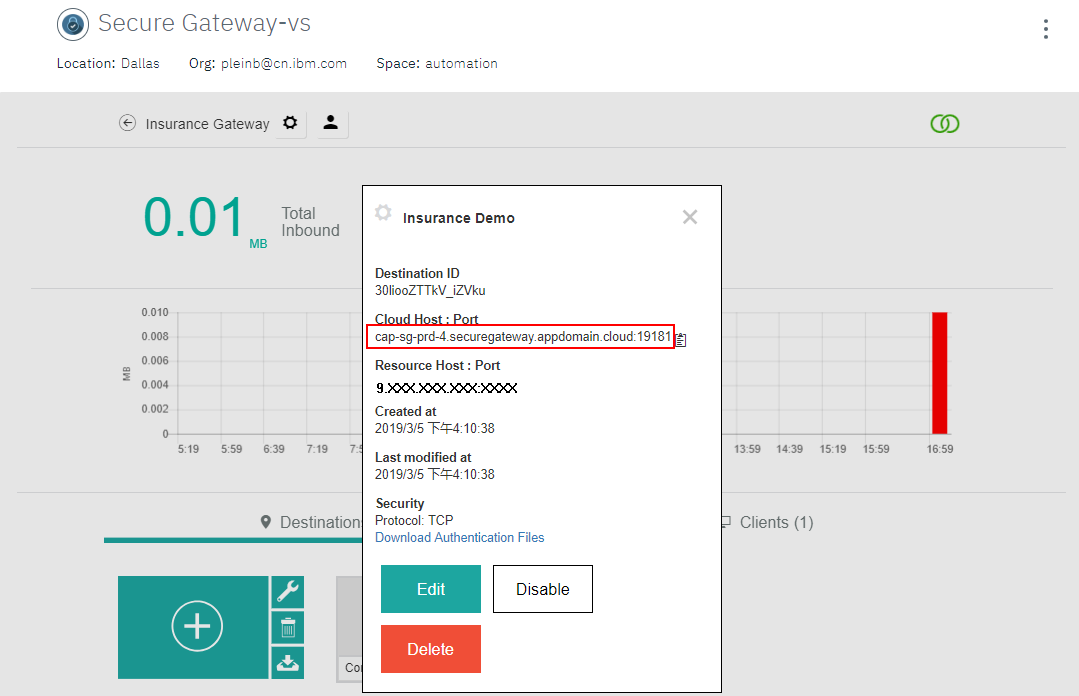 Secure Gateway-vs
Location: Dallas Org: pleinb@cn.ibm.com Space: automation
Insurance Gateway
0.01 MB
Total
Inbound
0.010
0.008
0.006
0.004
0.002
0
MB
5:19 5:59 6:39 7:19 7:5
13:59 14:39 15:19 15:59 16:59
Destinations
Clients (1)
Con
Insurance Demo
Destination ID
30liooZTTkV_iZVku
Cloud Host : Port
cap-sg-prd-4.securegateway.appdomain.cloud:19181
Resource Host : Port
9.XXX.XXX.XXX:XXXX
Created at
2019/3/5 下午4:10:38
Last modified at
2019/3/5 下午4:10:38
Security
Protocol: TCP
Download Authentication Files
Edit
Disable
Delete